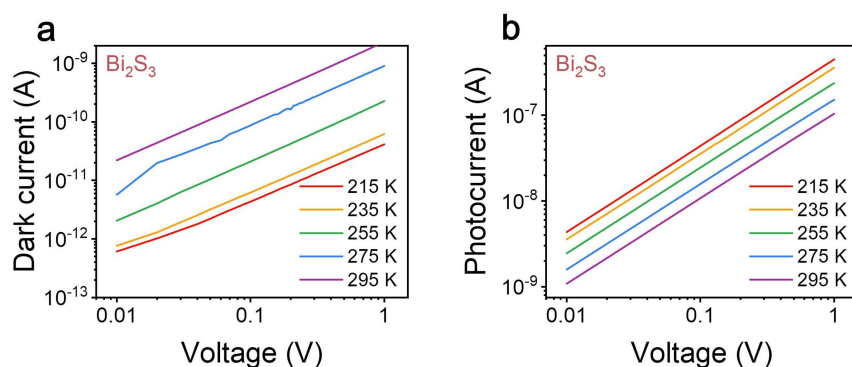 a
Bi₂S₃
Dark current (A)
10⁻⁹
10⁻¹⁰
10⁻¹¹
10⁻¹²
10⁻¹³
215 K
235 K
255 K
275 K
295 K
0.01
0.1
1
Voltage (V)
b
Bi₂S₃
Photocurrent (A)
10⁻⁷
10⁻⁸
10⁻⁹
215 K
235 K
255 K
275 K
295 K
0.01
0.1
1
Voltage (V)